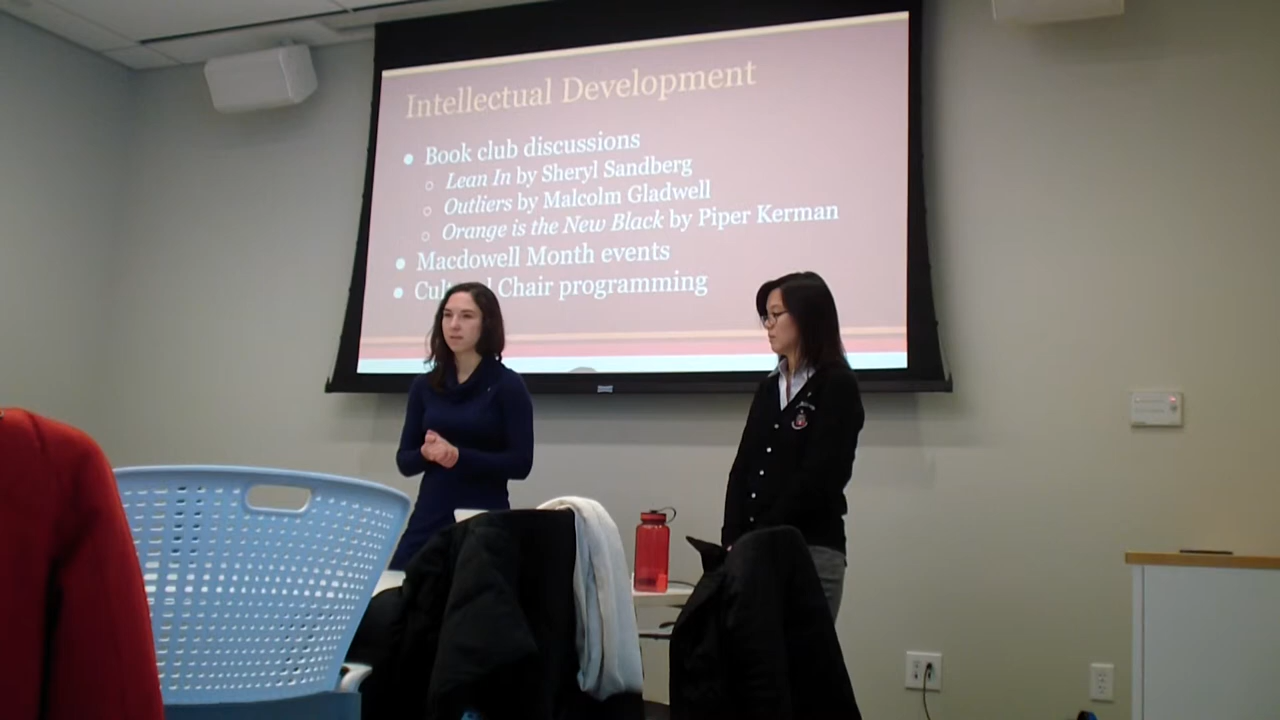 Intellectual Development
● Book club discussions
○ Lean In by Sheryl Sandberg
○ Outliers by Malcolm Gladwell
○ Orange is the New Black by Piper Kerman
● Macdowell Month events
● Chair programming